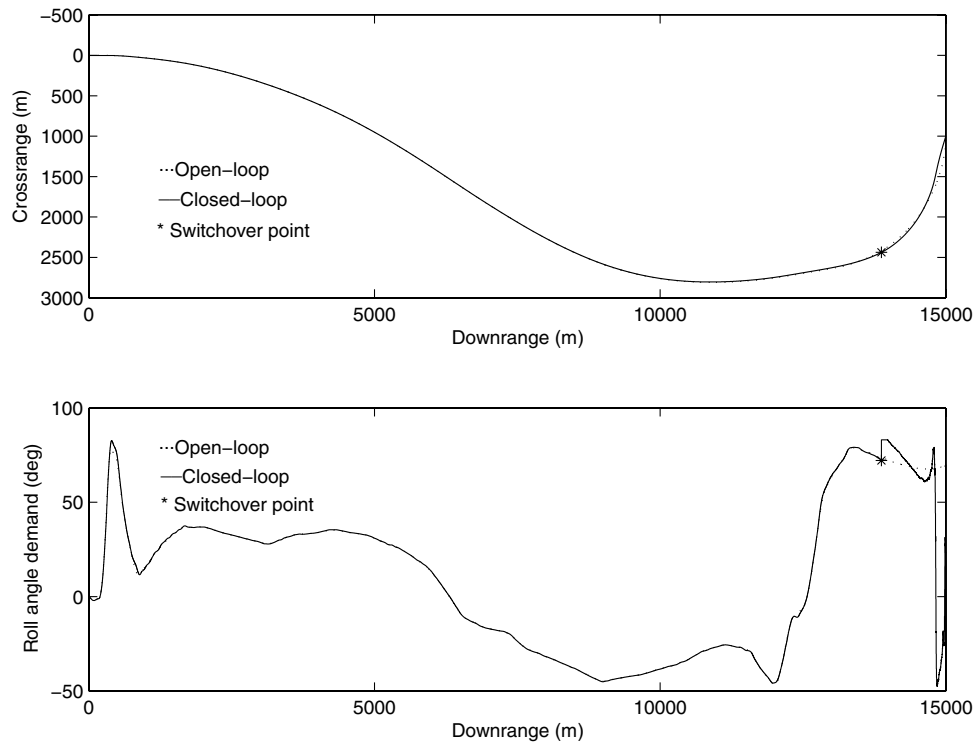 −500
0
500
1000
1500
2000
2500
3000
Crossrange (m)
Open−loop
Closed−loop
* Switchover point
0
5000
10000
15000
Downrange (m)
100
50
0
−50
Roll angle demand (deg)
Open−loop
Closed−loop
* Switchover point
0
5000
10000
15000
Downrange (m)